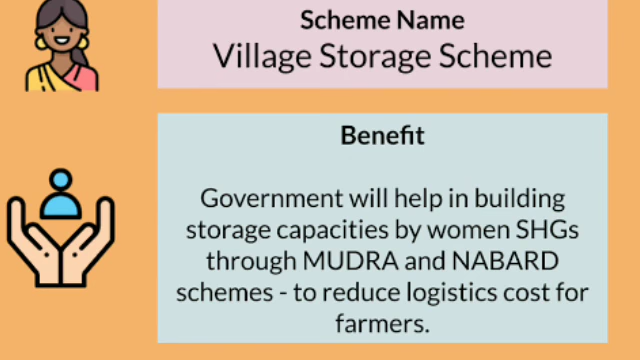 Scheme Name
Village Storage Scheme
Benefit
Government will help in building
storage capacities by women SHGs
through MUDRA and NABARD
schemes - to reduce logistics cost for
farmers.